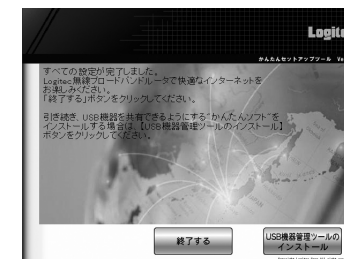 Logite
かんたんセットアップツール Ve
すべての設定が完了しました。
Logitec無線ブロードバンドルータで快適なインターネットを
お楽しみください。
「終了する」ボタンをクリックしてください。
引き続き、USB機器を共有できるようにする"かんたんソフト"を
インストールする場合は、【USB機器管理ツールのインストール】
ボタンをクリックしてください。
終了する
USB機器管理ツールの
インストール